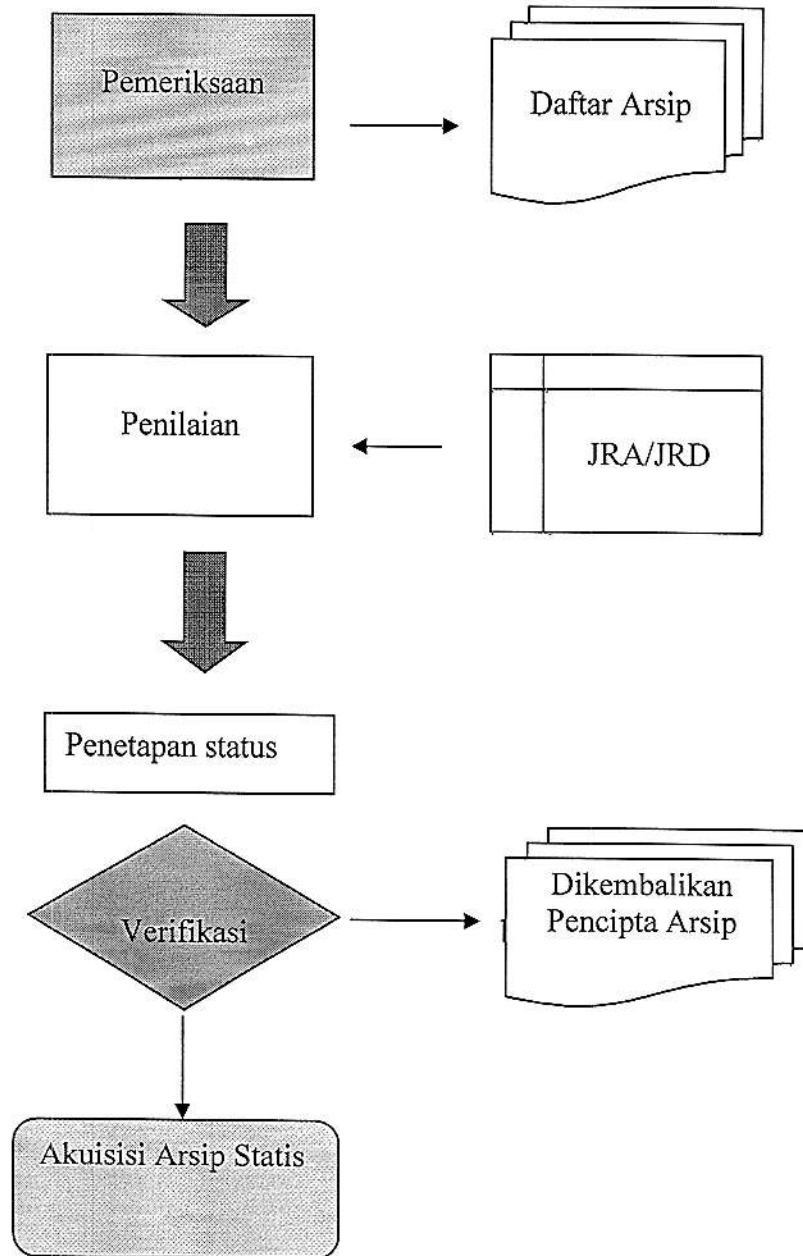 Pemeriksaan
Daftar Arsip
Penilaian
JRA/JRD
Penetapan status
Verifikasi
Dikembalikan
Pencipta Arsip
Akuisisi Arsip Statis